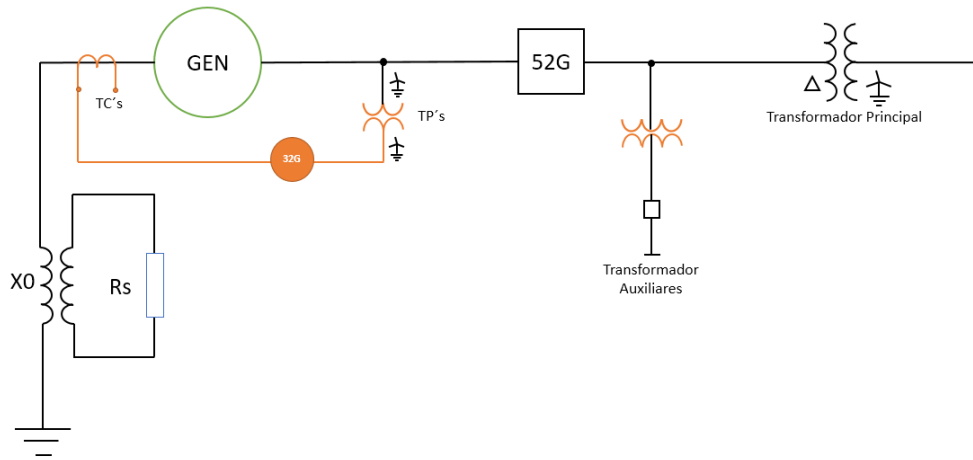 GEN
52G
TC´s
TP´s
Transformador Principal
32G
Transformador
Auxiliares
X0
Rs